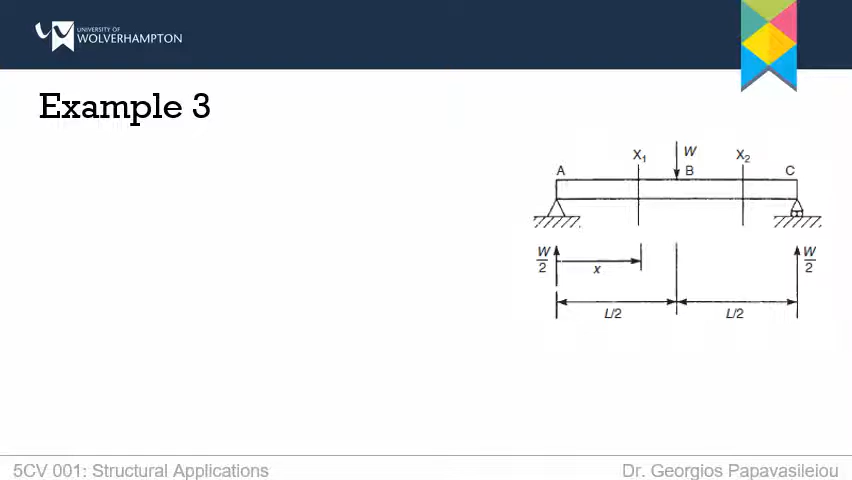 UNIVERSITY OF
WOLVERHAMPTON
Example 3
X1 W X2
A B C
W/2 x W/2
L/2 L/2
5CV 001: Structural Applications
Dr. Georgios Papavasileiou